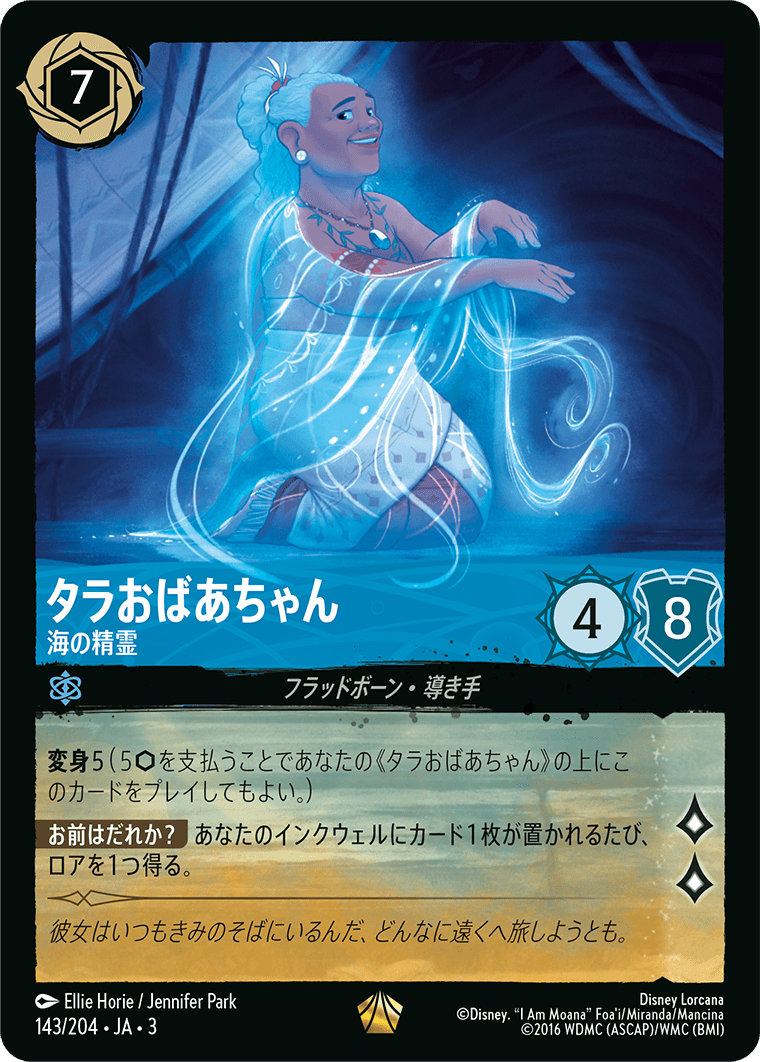 7
タラおばあちゃん
海の精霊
4
8
フラッドボーン・導き手
変身5(5⬡を支払うことであなたの《タラおばあちゃん》の上にこ
のカードをプレイしてもよい。)
お前はだれか? あなたのインクウェルにカード1枚が置かれるたび、
ロアを1つ得る。
彼女はいつもきみのそばにいるんだ、どんなに遠くへ旅しようとも。
Ellie Horie / Jennifer Park
143/204・JA・3
Disney Lorcana
©Disney. “I Am Moana” Foa'i/Miranda/Mancina
©2016 WDMC (ASCAP)/WMC (BMI)